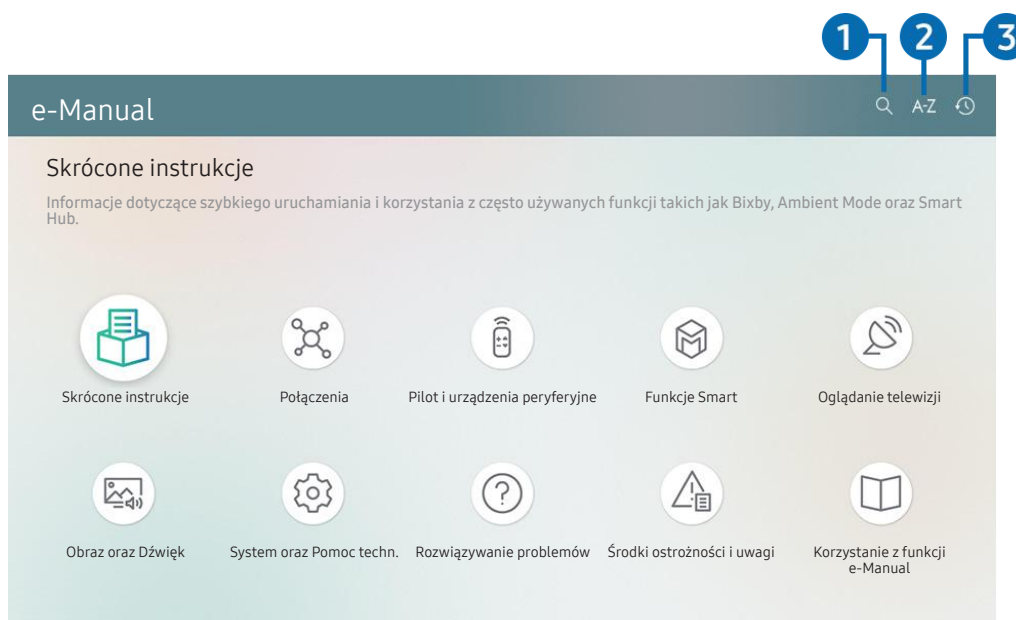 1 2 3
e-Manual
A-Z
Skrócone instrukcje
Informacje dotyczące szybkiego uruchamiania i korzystania z często używanych funkcji takich jak Bixby, Ambient Mode oraz Smart
Hub.
Skrócone instrukcje
Połączenia
Pilot i urządzenia peryferyjne
Funkcje Smart
Oglądanie telewizji
Obraz oraz Dźwięk
System oraz Pomoc techn.
Rozwiązywanie problemów
Środki ostrożności i uwagi
Korzystanie z funkcji
e-Manual